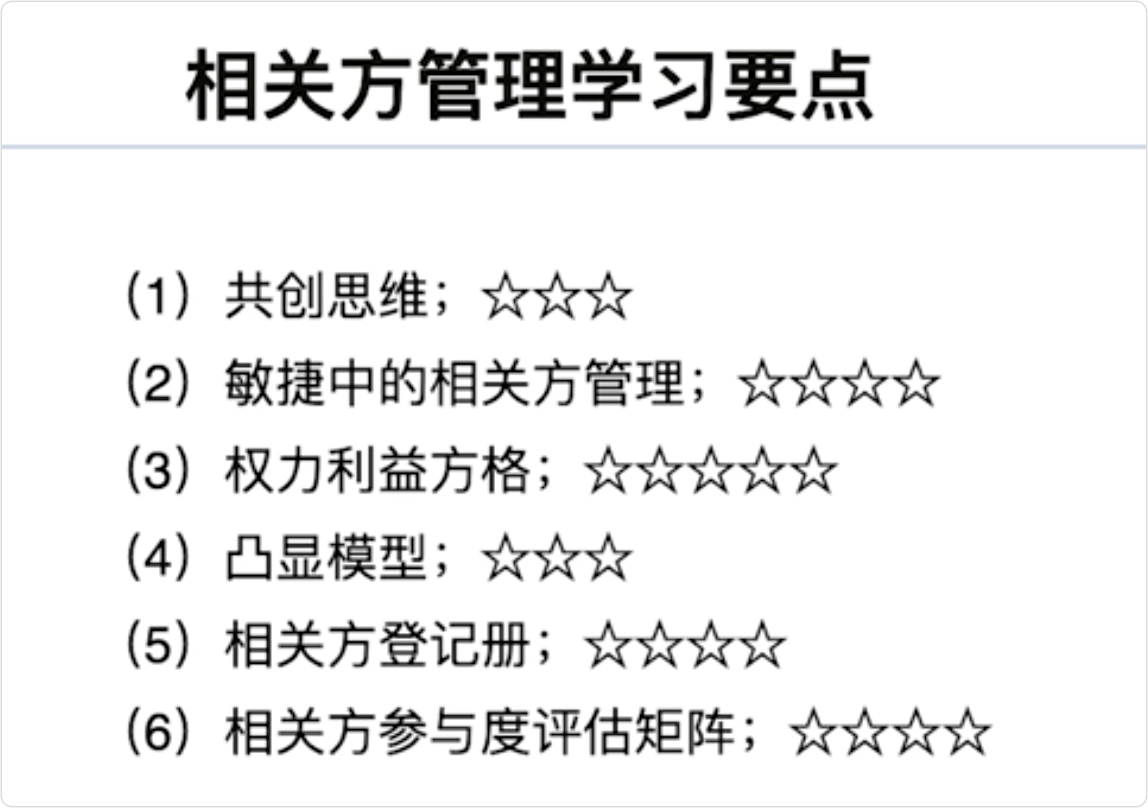 相关方管理学习要点
（1）共创思维；☆☆☆
（2）敏捷中的相关方管理；☆☆☆☆
（3）权力利益方格；☆☆☆☆☆
（4）凸显模型；☆☆☆
（5）相关方登记册；☆☆☆☆
（6）相关方参与度评估矩阵；☆☆☆☆